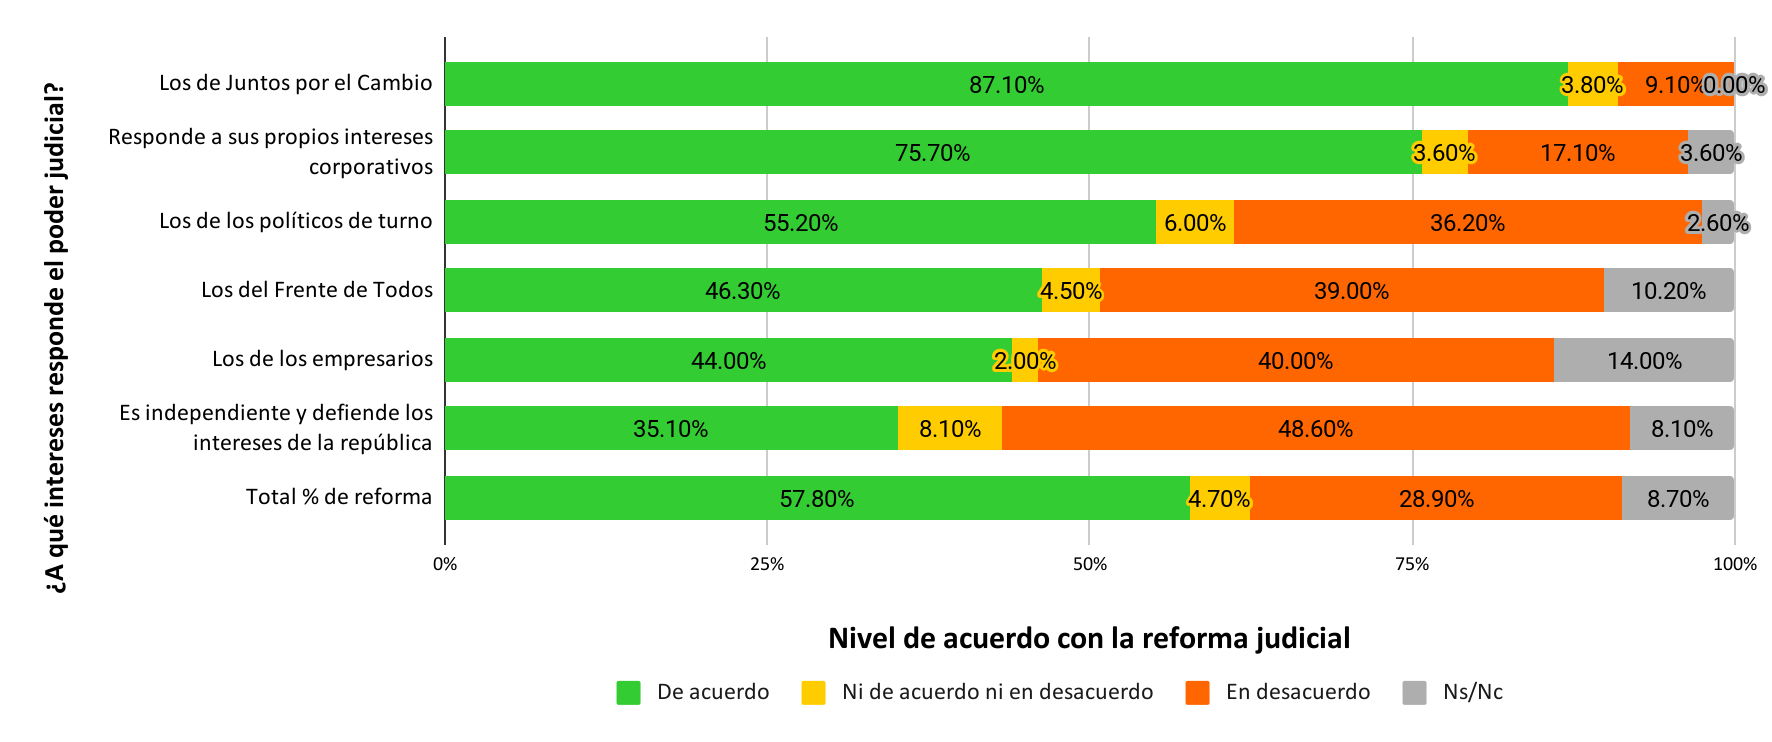 ¿A qué intereses responde el poder judicial?
Los de Juntos por el Cambio
87.10%
3.80%
9.10%
0.00%
Responde a sus propios intereses
corporativos
75.70%
3.60%
17.10%
3.60%
Los de los políticos de turno
55.20%
6.00%
36.20%
2.60%
Los del Frente de Todos
46.30%
4.50%
39.00%
10.20%
Los de los empresarios
44.00%
2.00%
40.00%
14.00%
Es independiente y defiende los
intereses de la república
35.10%
8.10%
48.60%
8.10%
Total % de reforma
57.80%
4.70%
28.90%
8.70%
0%
25%
50%
75%
100%
Nivel de acuerdo con la reforma judicial
De acuerdo
Ni de acuerdo ni en desacuerdo
En desacuerdo
Ns/Nc